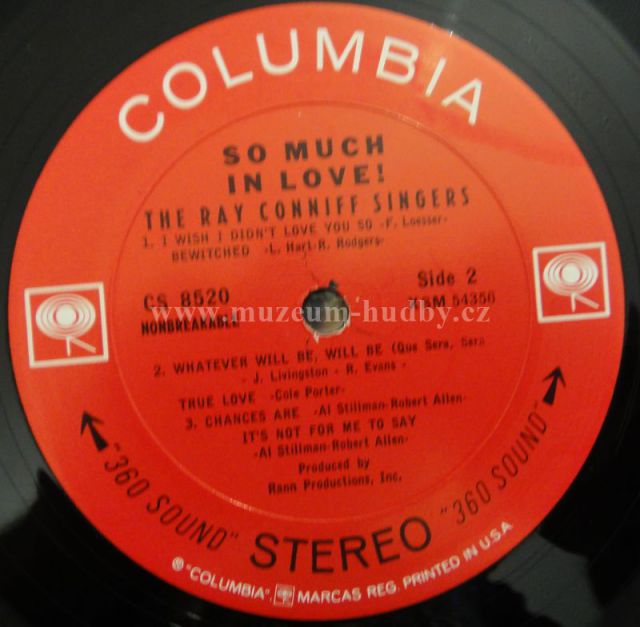 COLUMBIA
SO MUCH
IN LOVE!
THE RAY CONNIFF SINGERS
1. I WISH I DIDN'T LOVE YOU SO -F. Loesser-
BEWITCHED -L. Hart-R. Rodgers-
CS 8520 Side 2
NONBREAKABLE 54356
www.muzeum-hudby.cz
2. WHATEVER WILL BE, WILL BE (Que Sera, Sera
- J. Livingston - R. Evans -
TRUE LOVE -Cole Porter-
3. CHANCES ARE -Al Stillman-Robert Allen-
IT'S NOT FOR ME TO SAY
-Al Stillman-Robert Allen-
Produced by
Rann Productions, Inc.
"360 SOUND" STEREO "360 SOUND"
® "COLUMBIA", MARCAS REG. PRINTED IN U.S.A.